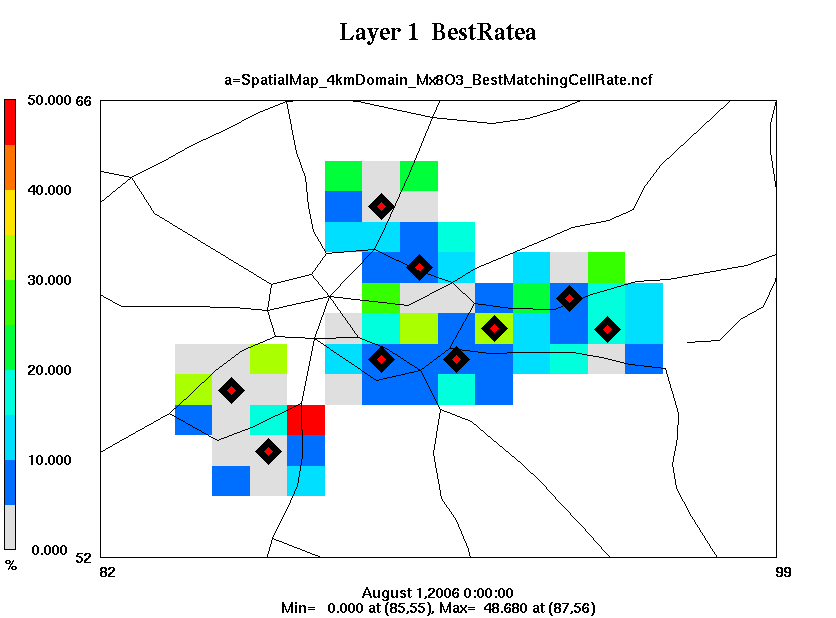 Layer 1 BestRatea
a=SpatialMap_4kmDomain_Mx8O3_BestMatchingCellRate.ncf
50.000 66
40.000
30.000
20.000
10.000
0.000 52
%
82 99
August 1,2006 0:00:00
Min= 0.000 at (85,55), Max= 48.680 at (87,56)